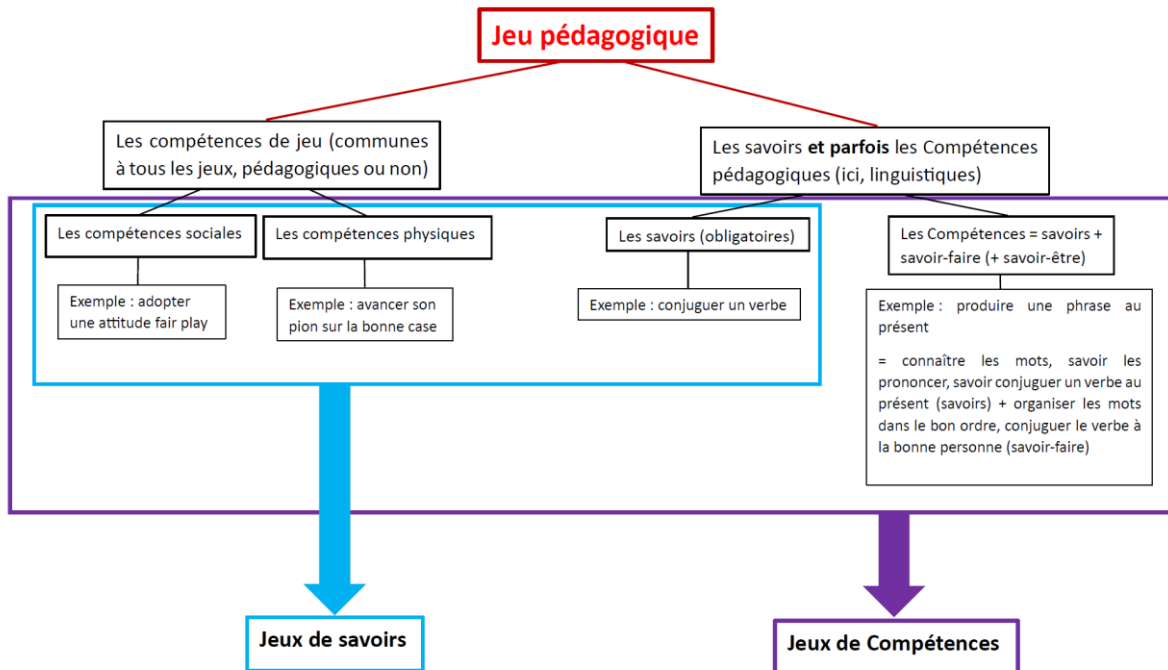 Jeu pédagogique
Les compétences de jeu (communes
à tous les jeux, pédagogiques ou non)
Les savoirs et parfois les Compétences
pédagogiques (ici, linguistiques)
Les compétences sociales
Les compétences physiques
Les savoirs (obligatoires)
Les Compétences = savoirs +
savoir-faire (+ savoir-être)
Exemple : adopter
une attitude fair play
Exemple : avancer son
pion sur la bonne case
Exemple : conjuguer un verbe
Exemple : produire une phrase au
présent
= connaître les mots, savoir les
prononcer, savoir conjuguer un verbe au
présent (savoirs) + organiser les mots
dans le bon ordre, conjuguer le verbe à
la bonne personne (savoir-faire)
Jeux de savoirs
Jeux de Compétences